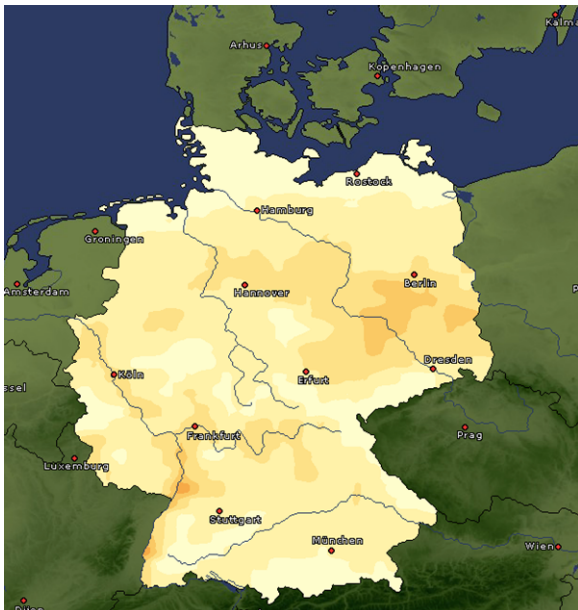 Kalma
Arhus
Kopenhagen
Rostock
Hamburg
Groningen
Berlin
Amsterdam
Hannover
P
Dresden
Erfurt
Köln
ssel
Frankfurt
Prag
Luxemburg
Stuttgart
München
Wien